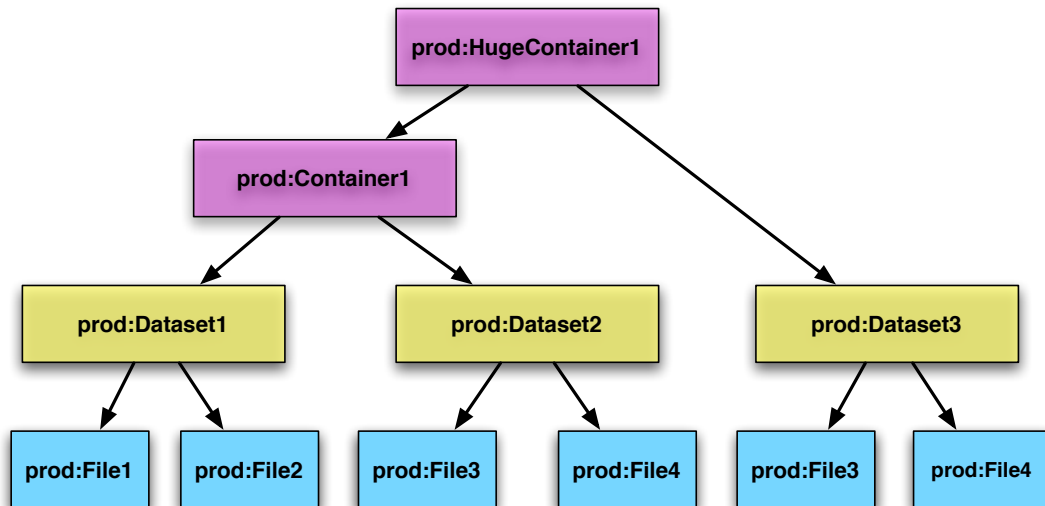 prod:HugeContainer1
prod:Container1
prod:Dataset1
prod:Dataset2
prod:Dataset3
prod:File1
prod:File2
prod:File3
prod:File4
prod:File3
prod:File4